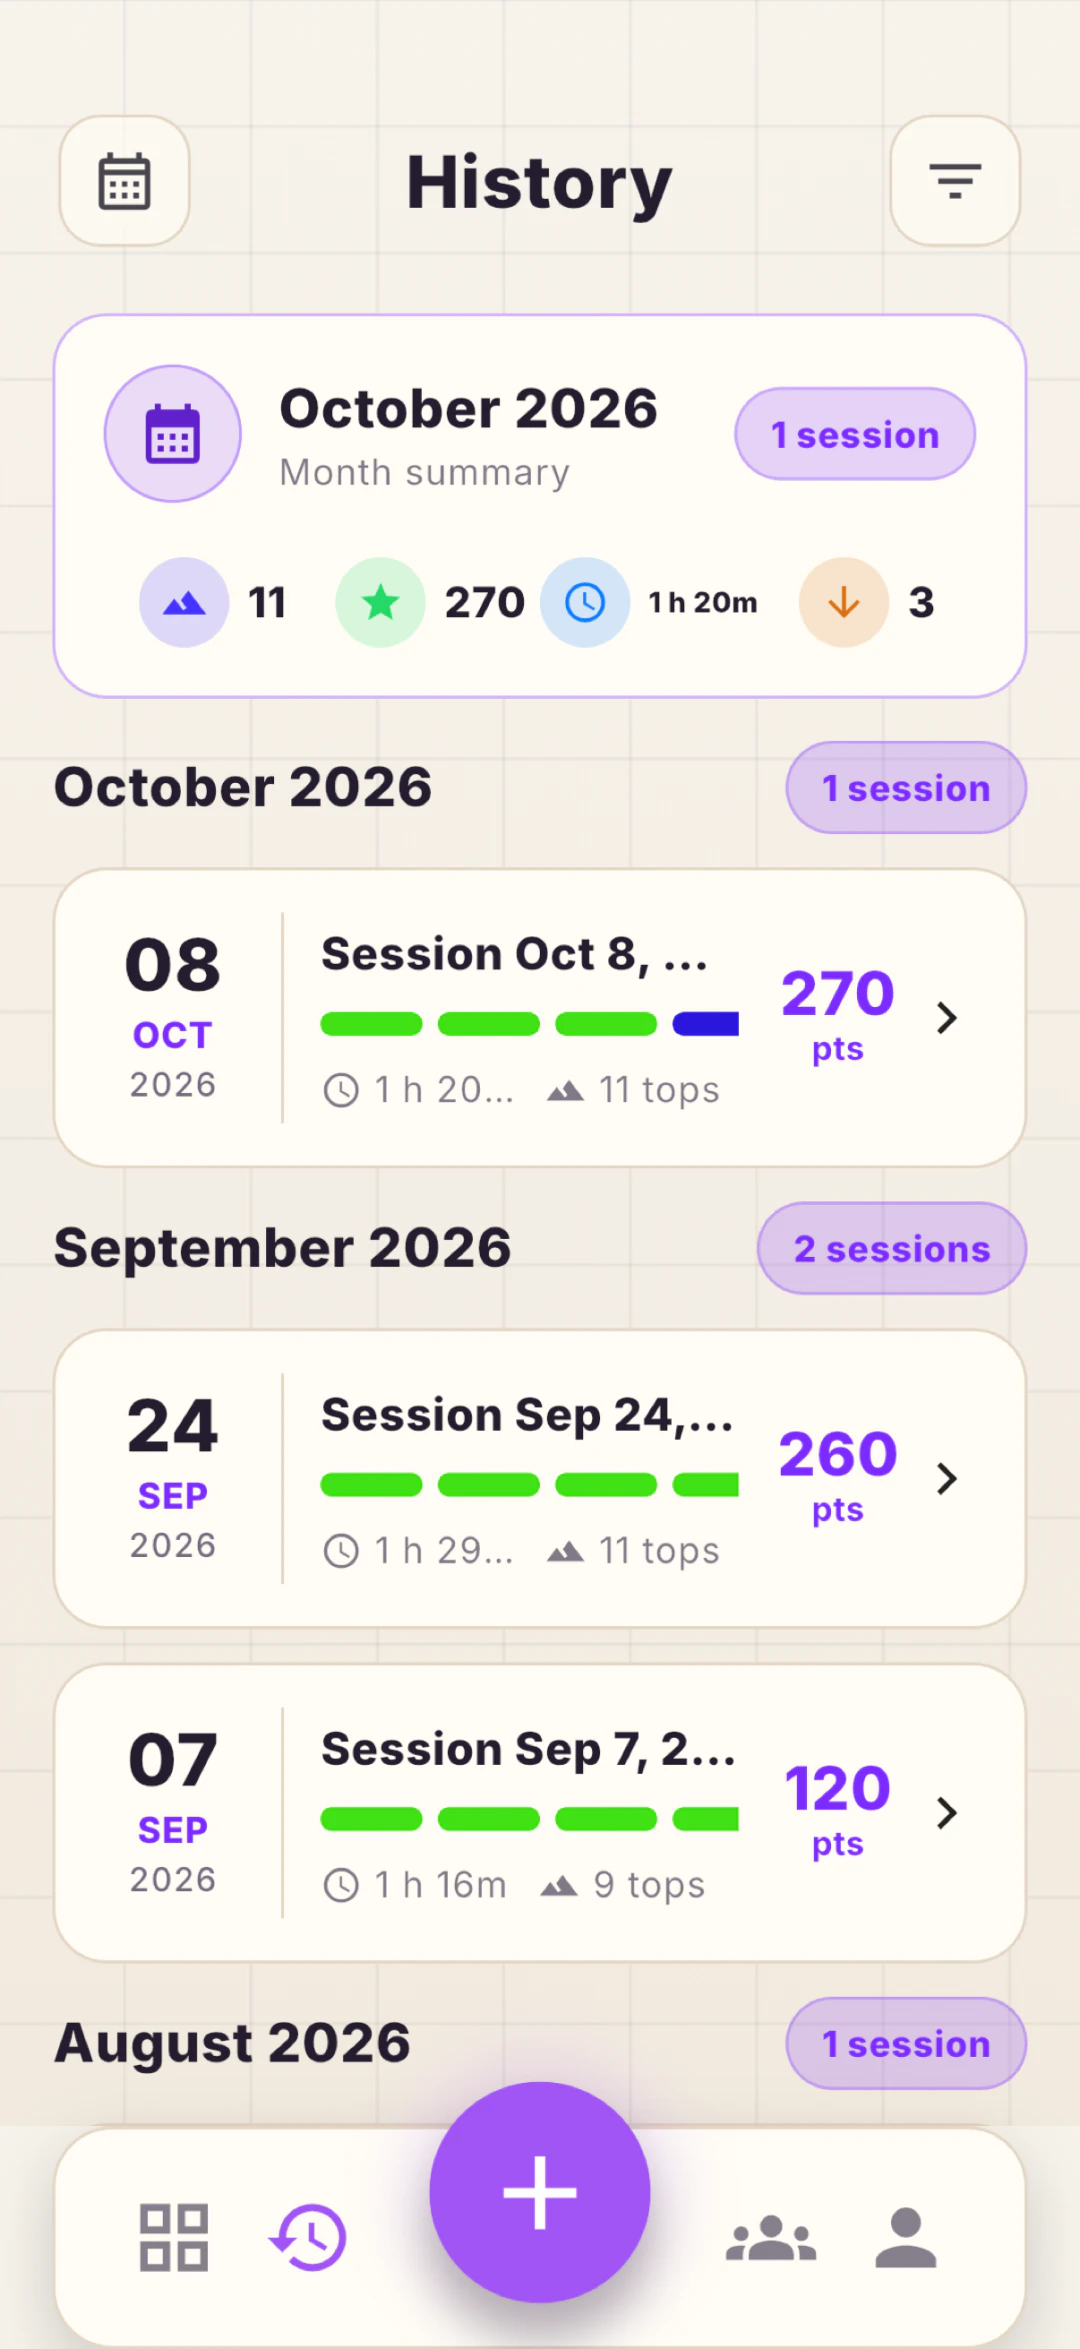 History
October 2026
Month summary
1 session
11
270
1 h 20m
3
October 2026
1 session
08
OCT
2026
Session Oct 8, ...
1 h 20...
11 tops
270
pts
September 2026
2 sessions
24
SEP
2026
Session Sep 24,...
1 h 29...
11 tops
260
pts
07
SEP
2026
Session Sep 7, 2...
1 h 16m
9 tops
120
pts
August 2026
1 session